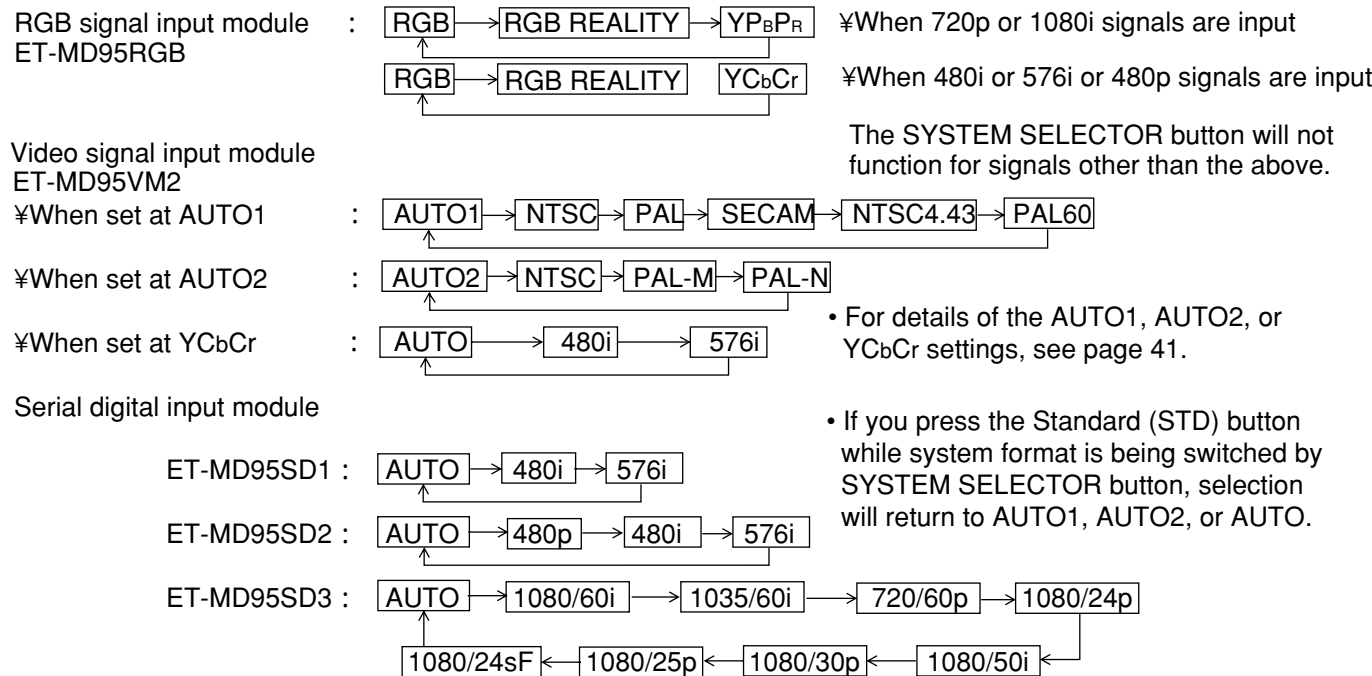 RGB signal input module : RGB RGB REALITY YPBPR ¥When 720p or 1080i signals are input
ET-MD95RGB
RGB RGB REALITY YCbCr ¥When 480i or 576i or 480p signals are input
The SYSTEM SELECTOR button will not
function for signals other than the above.
Video signal input module
ET-MD95VM2
¥When set at AUTO1 : AUTO1 NTSC PAL SECAM NTSC4.43 PAL60
¥When set at AUTO2 : AUTO2 NTSC PAL-M PAL-N
¥When set at YCbCr : AUTO 480i 576i
• For details of the AUTO1, AUTO2, or
YCbCr settings, see page 41.
Serial digital input module
• If you press the Standard (STD) button
while system format is being switched by
SYSTEM SELECTOR button, selection
will return to AUTO1, AUTO2, or AUTO.
ET-MD95SD1 : AUTO 480i 576i
ET-MD95SD2 : AUTO 480p 480i 576i
ET-MD95SD3 : AUTO 1080/60i 1035/60i 720/60p 1080/24p
1080/24sF 1080/25p 1080/30p 1080/50i